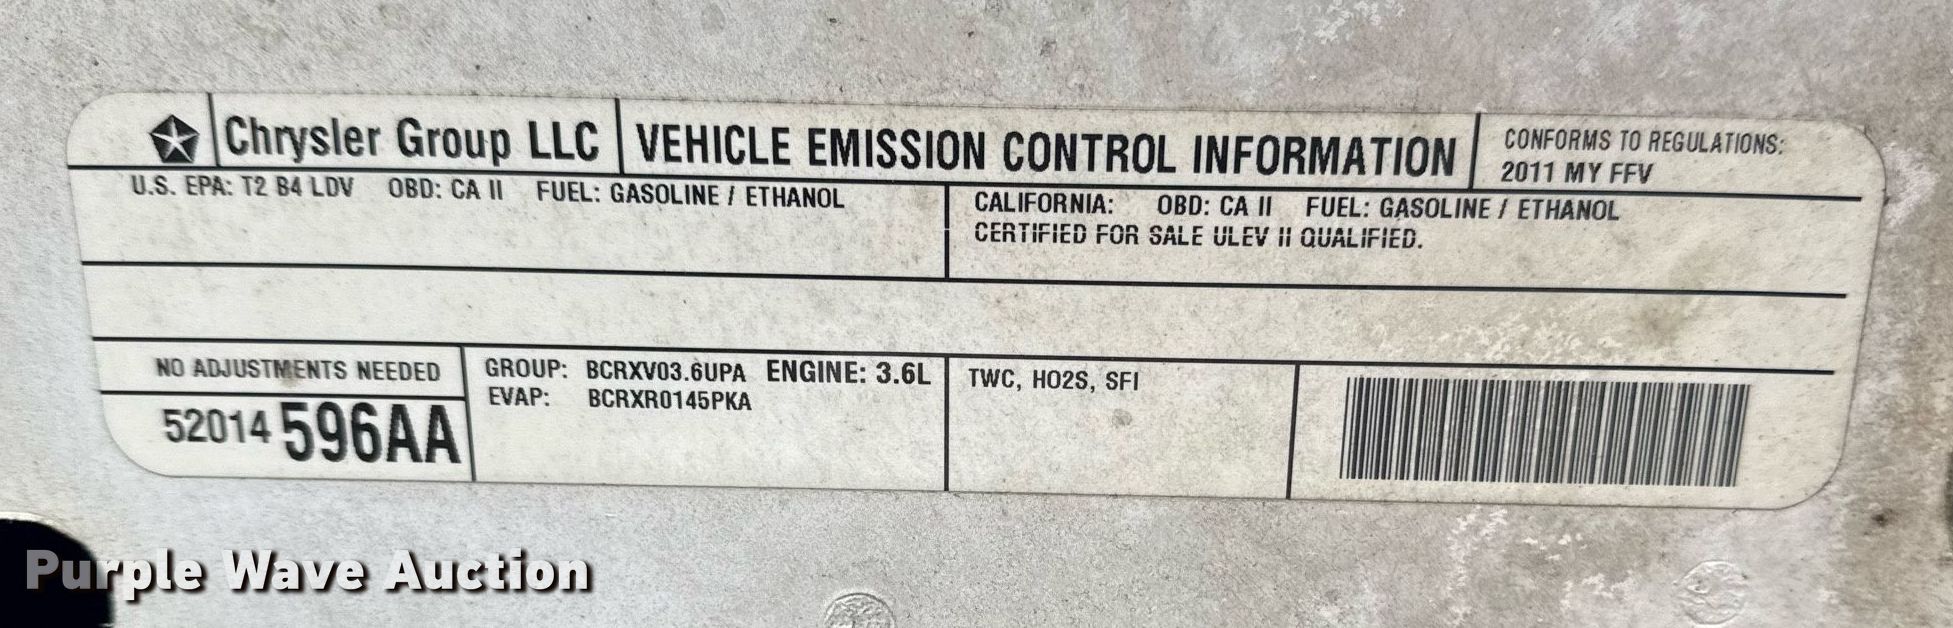 Chrysler Group LLC
VEHICLE EMISSION CONTROL INFORMATION
CONFORMS TO REGULATIONS:
2011 MY FFV
U.S. EPA: T2 B4 LDV OBD: CA II FUEL: GASOLINE / ETHANOL
CALIFORNIA: OBD: CA II FUEL: GASOLINE / ETHANOL
CERTIFIED FOR SALE ULEV II QUALIFIED.
NO ADJUSTMENTS NEEDED
52014 596AA
GROUP: BCRXV03.6UPA ENGINE: 3.6L
EVAP: BCRXR0145PKA
TWC, HO2S, SFI
Purple Wave Auction